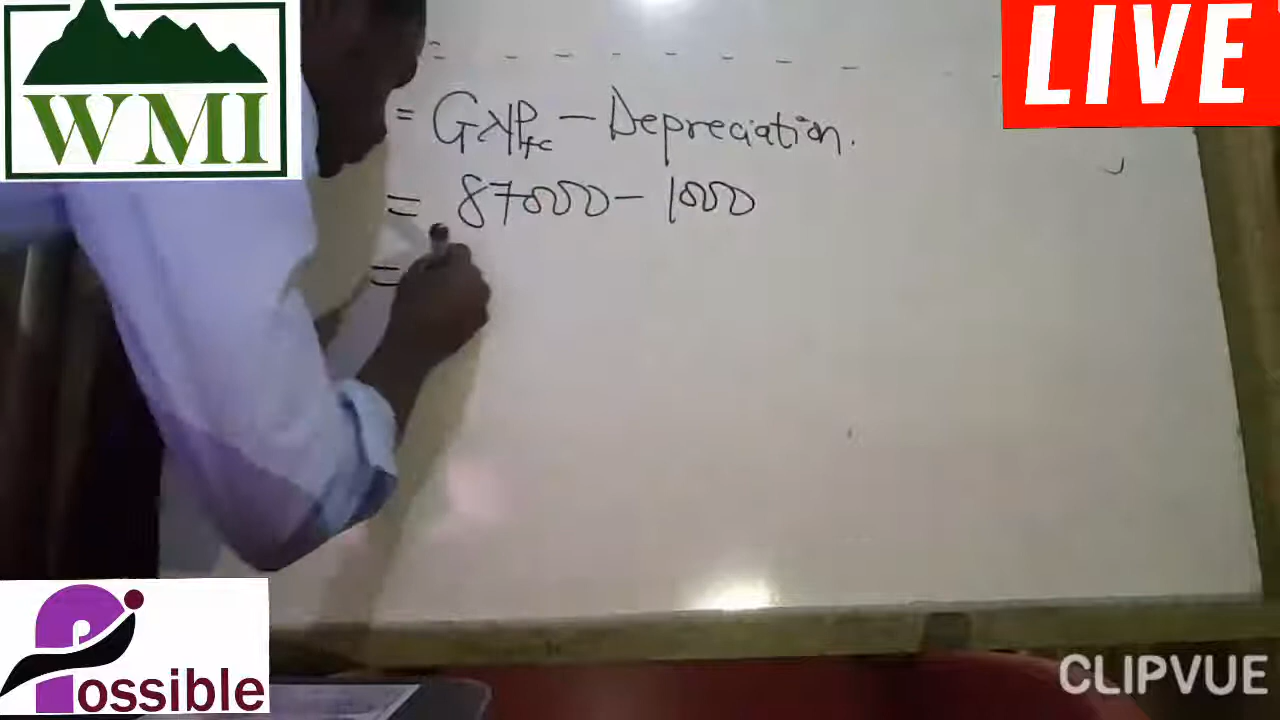 WMI
LIVE
= GNPfc – Depreciation.
= 87000 – 1000
=
Possible
CLIPVUE